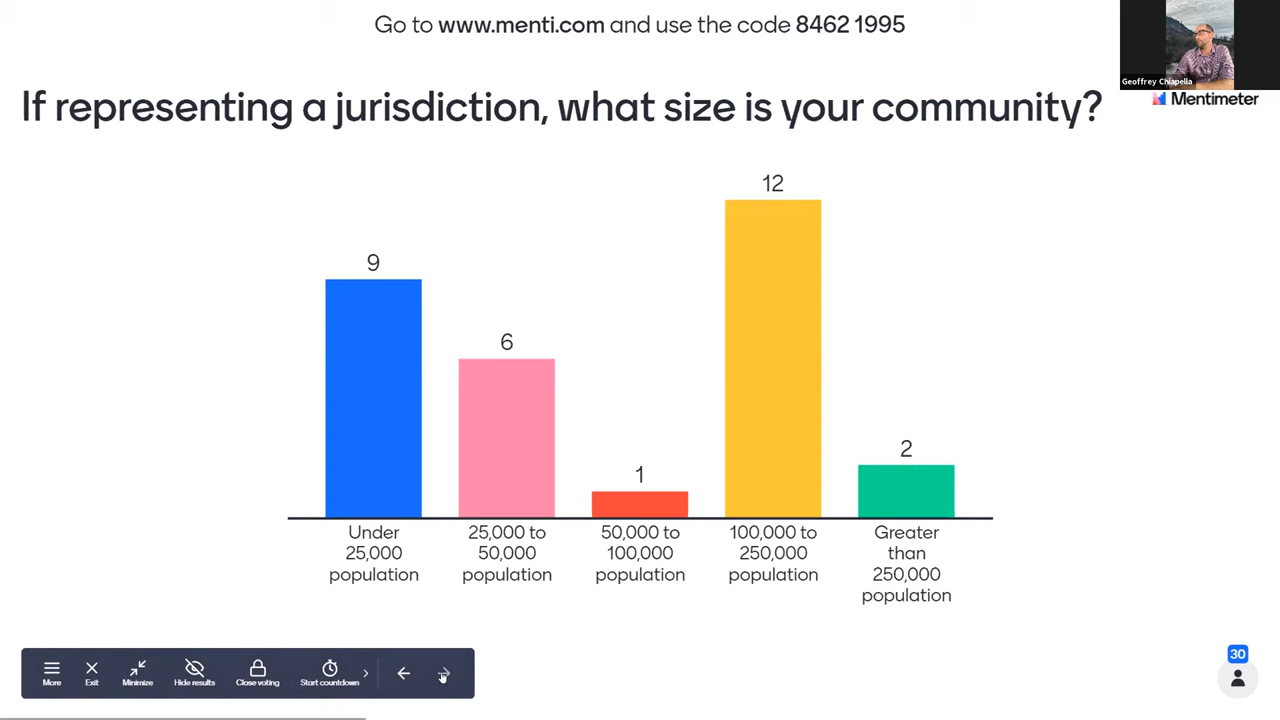 Go to www.menti.com and use the code 8462 1995
Geoffrey Chiapella
Mentimeter
If representing a jurisdiction, what size is your community?
9
6
1
12
2
Under
25,000
population
25,000 to
50,000
population
50,000 to
100,000
population
100,000 to
250,000
population
Greater
than
250,000
population
More
Exit
Minimize
Hide results
Close voting
Start countdown
30